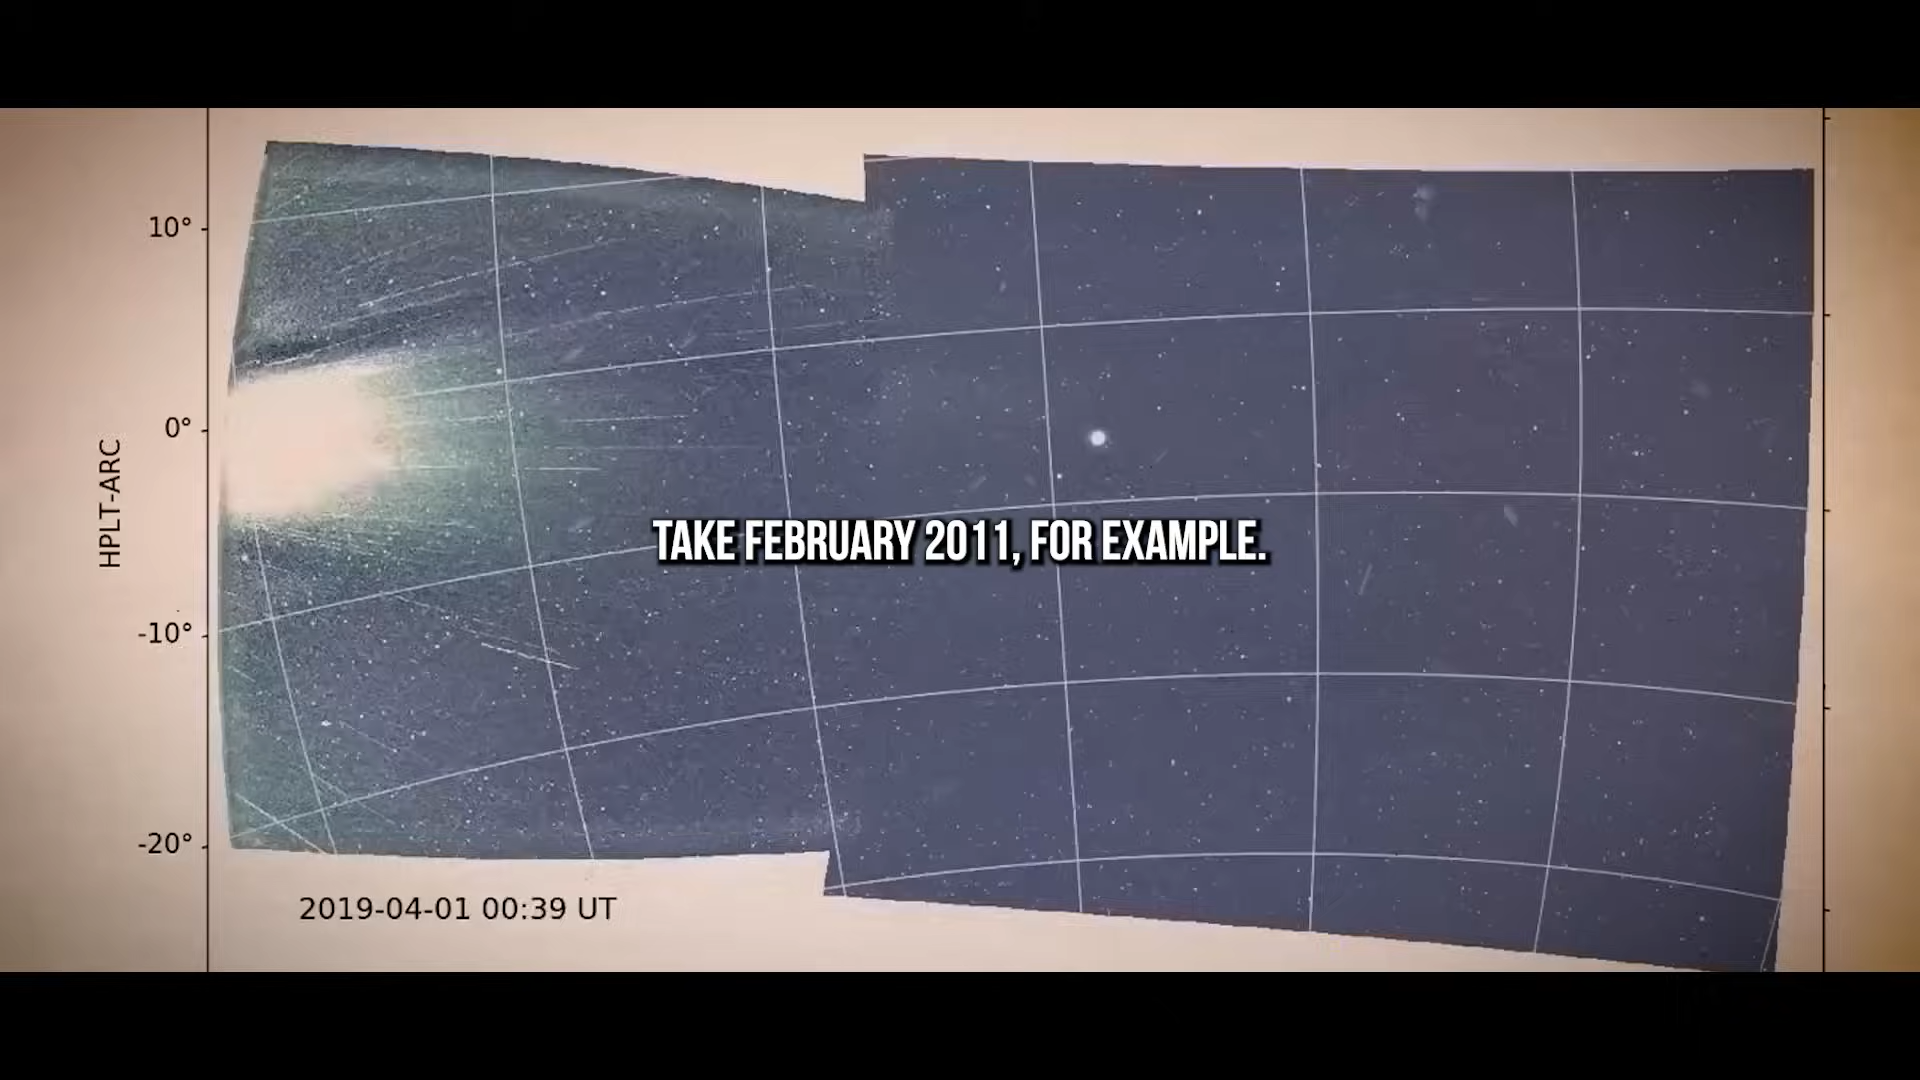 10°
0°
HPLT-ARC
TAKE FEBRUARY 2011, FOR EXAMPLE.
-10°
-20°
2019-04-01 00:39 UT